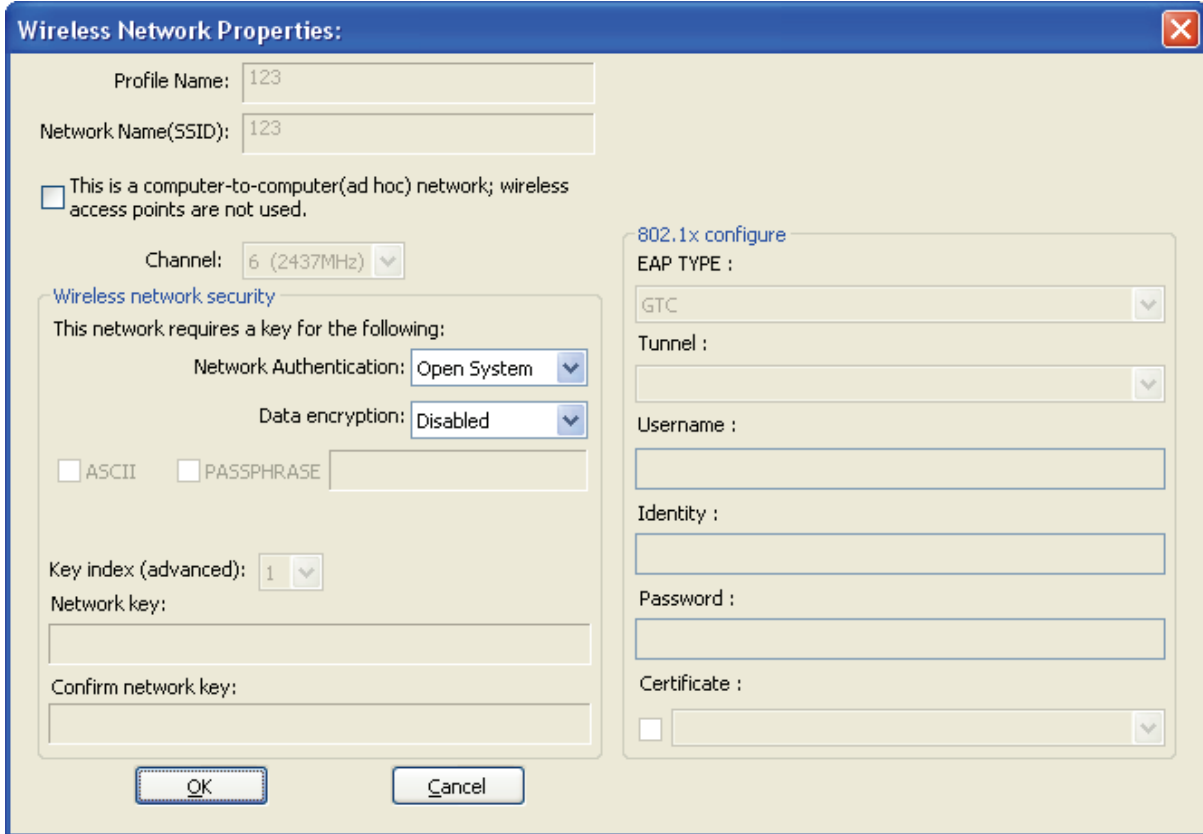 Wireless Network Properties:
Profile Name: 123
Network Name(SSID): 123
This is a computer-to-computer(ad hoc) network; wireless
access points are not used.
Channel: 6 (2437MHz)
Wireless network security
This network requires a key for the following:
Network Authentication: Open System
Data encryption: Disabled
ASCII PASSPHRASE
Key index (advanced): 1
Network key:
Confirm network key:
OK Cancel
802.1x configure
EAP TYPE :
GTC
Tunnel :
Username :
Identity :
Password :
Certificate :